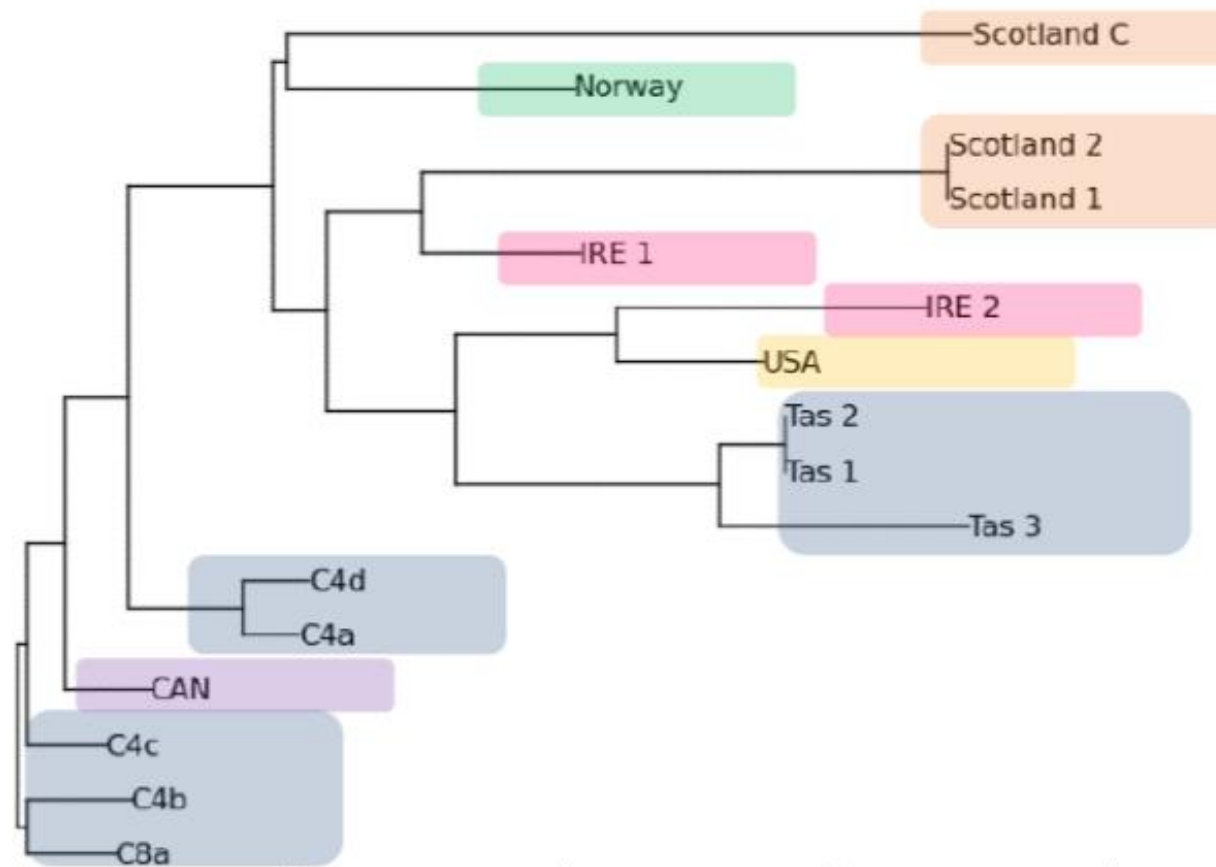 Scotland C
Norway
Scotland 2
Scotland 1
IRE 1
IRE 2
USA
Tas 2
Tas 1
Tas 3
C4d
C4a
CAN
C4c
C4b
C8a